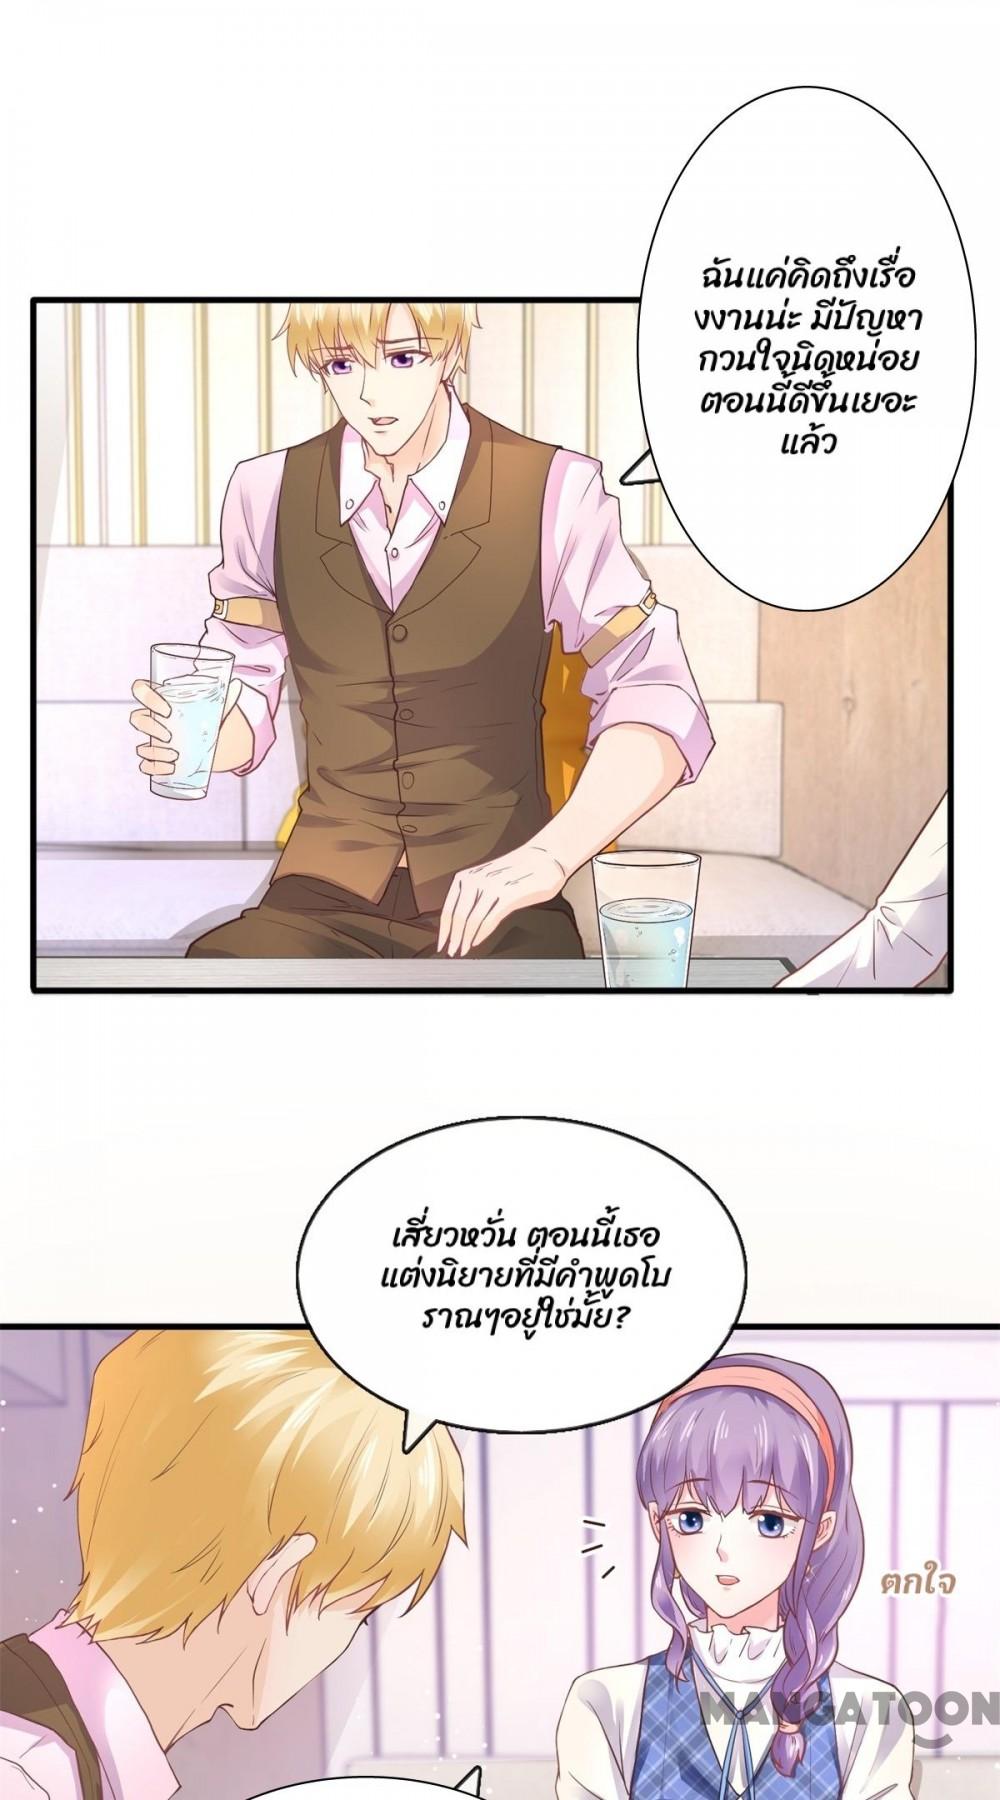 ฉันแค่คิดถึงเรื่อ
งงานน่ะ มีปัญหา
กวนใจนิดหน่อย
ตอนนี้ดีขึ้นเยอะ
แล้ว
เสี่ยวหวั่น ตอนนี้เธอ
แต่งนิยายที่มีคำพูดโบ
ราณๆอยู่ใช่มั้ย?
ตกใจ
MANGATOON